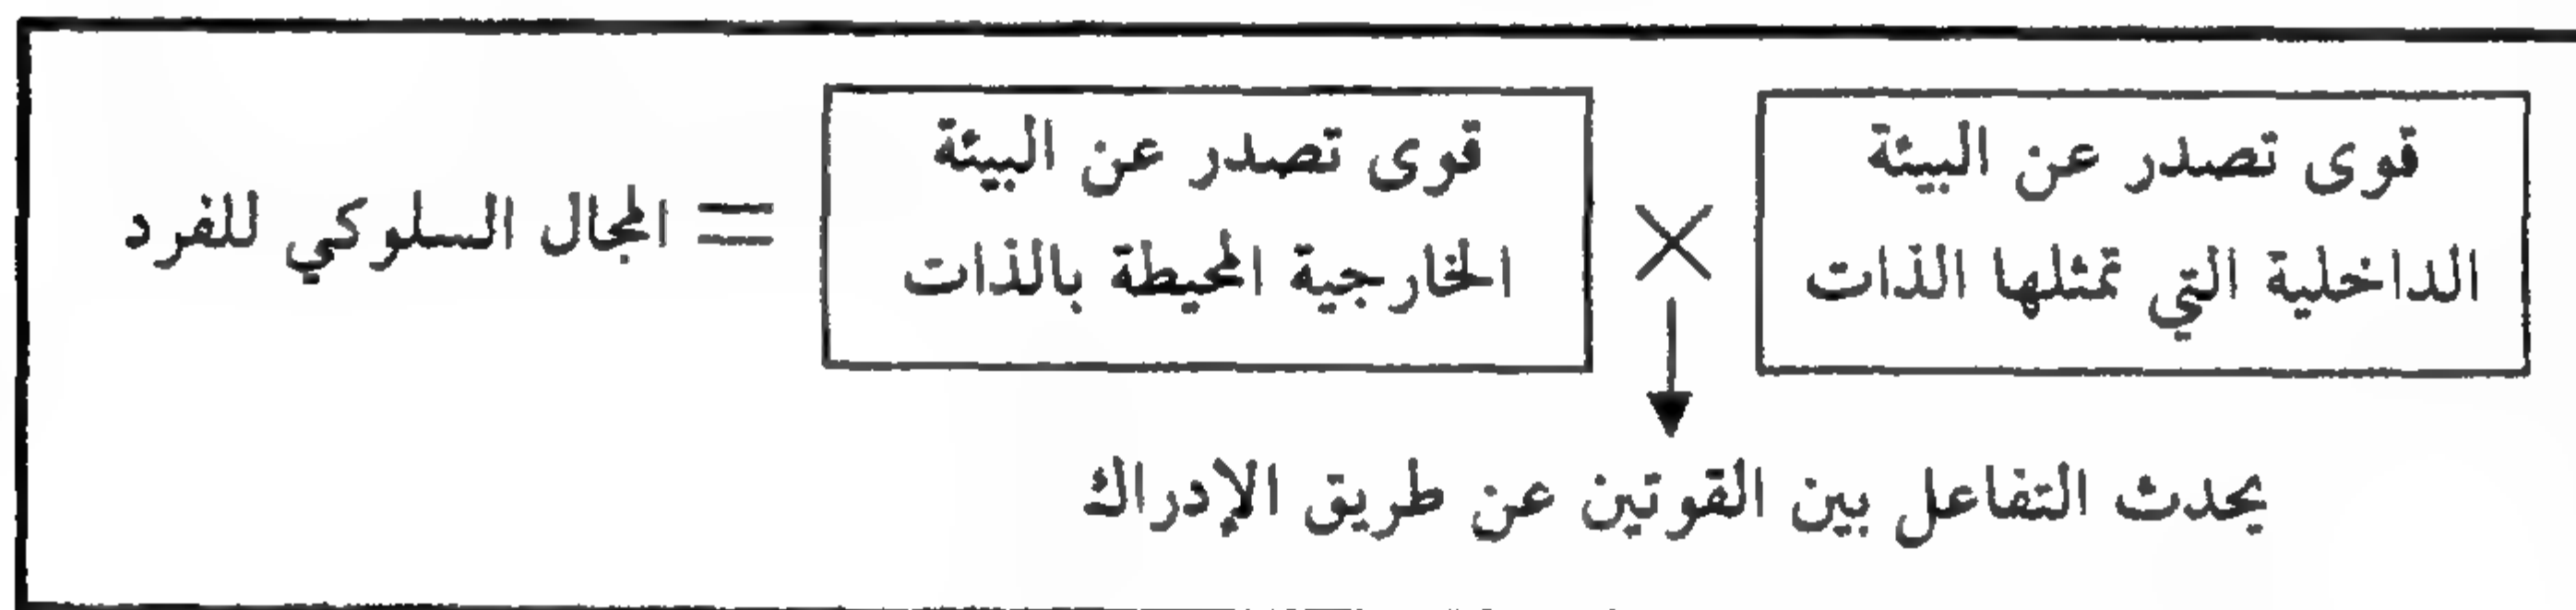 قوى تصدر عن البيئة
الداخلية التي تمثلها الذات
×
قوى تصدر عن البيئة
الخارجية المحيطة بالذات
= المجال السلوكي للفرد
يحدث التفاعل بين القوتين عن طريق الإدراك